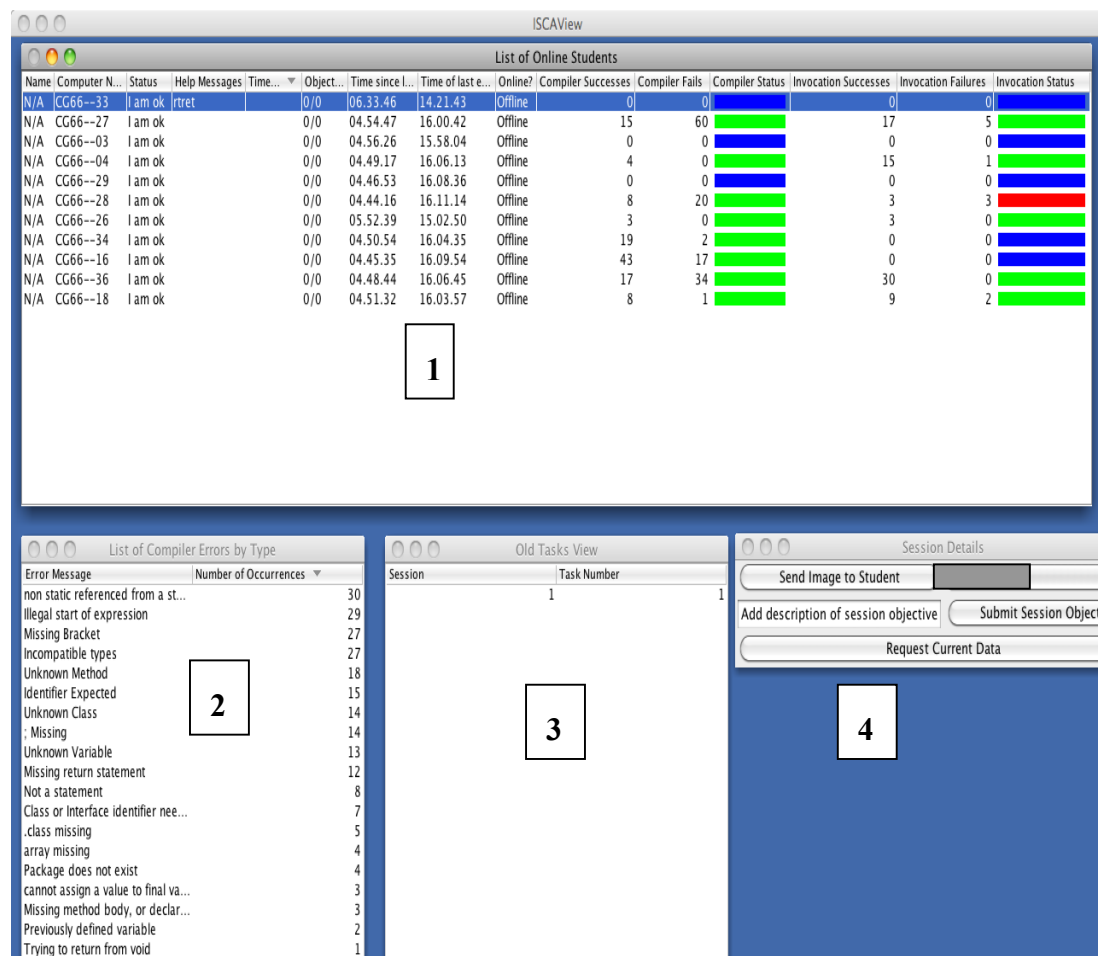 ISCAView
List of Online Students
Name Computer N... Status Help Messages Time... Object... Time since l... Time of last e... Online? Compiler Successes Compiler Fails Compiler Status Invocation Successes Invocation Failures Invocation Status
N/A CG66--33 I am ok rtret 0/0 06.33.46 14.21.43 Offline 0 0 0 0
N/A CG66--27 I am ok 0/0 04.54.47 16.00.42 Offline 15 60 17 5
N/A CG66--03 I am ok 0/0 04.56.26 15.58.04 Offline 0 0 0 0
N/A CG66--04 I am ok 0/0 04.49.17 16.06.13 Offline 4 0 15 1
N/A CG66--29 I am ok 0/0 04.46.53 16.08.36 Offline 0 0 0 0
N/A CG66--28 I am ok 0/0 04.44.16 16.11.14 Offline 8 20 3 3
N/A CG66--26 I am ok 0/0 05.52.39 15.02.50 Offline 3 0 3 0
N/A CG66--34 I am ok 0/0 04.50.54 16.04.35 Offline 19 2 0 0
N/A CG66--16 I am ok 0/0 04.45.35 16.09.54 Offline 43 17 0 0
N/A CG66--36 I am ok 0/0 04.48.44 16.06.45 Offline 17 34 30 0
N/A CG66--18 I am ok 0/0 04.51.32 16.03.57 Offline 8 1 9 2
1
List of Compiler Errors by Type
Error Message Number of Occurrences
non static referenced from a st... 30
Illegal start of expression 29
Missing Bracket 27
Incompatible types 27
Unknown Method 18
Identifier Expected 15
Unknown Class 14
; Missing 14
Unknown Variable 13
Missing return statement 12
Not a statement 8
Class or Interface identifier nee... 7
.class missing 5
array missing 4
Package does not exist 4
cannot assign a value to final va... 3
Missing method body, or declar... 3
Previously defined variable 2
Trying to return from void 1
2
Old Tasks View
Session Task Number
1 1
3
Session Details
Send Image to Student
Add description of session objective Submit Session Object
Request Current Data
4